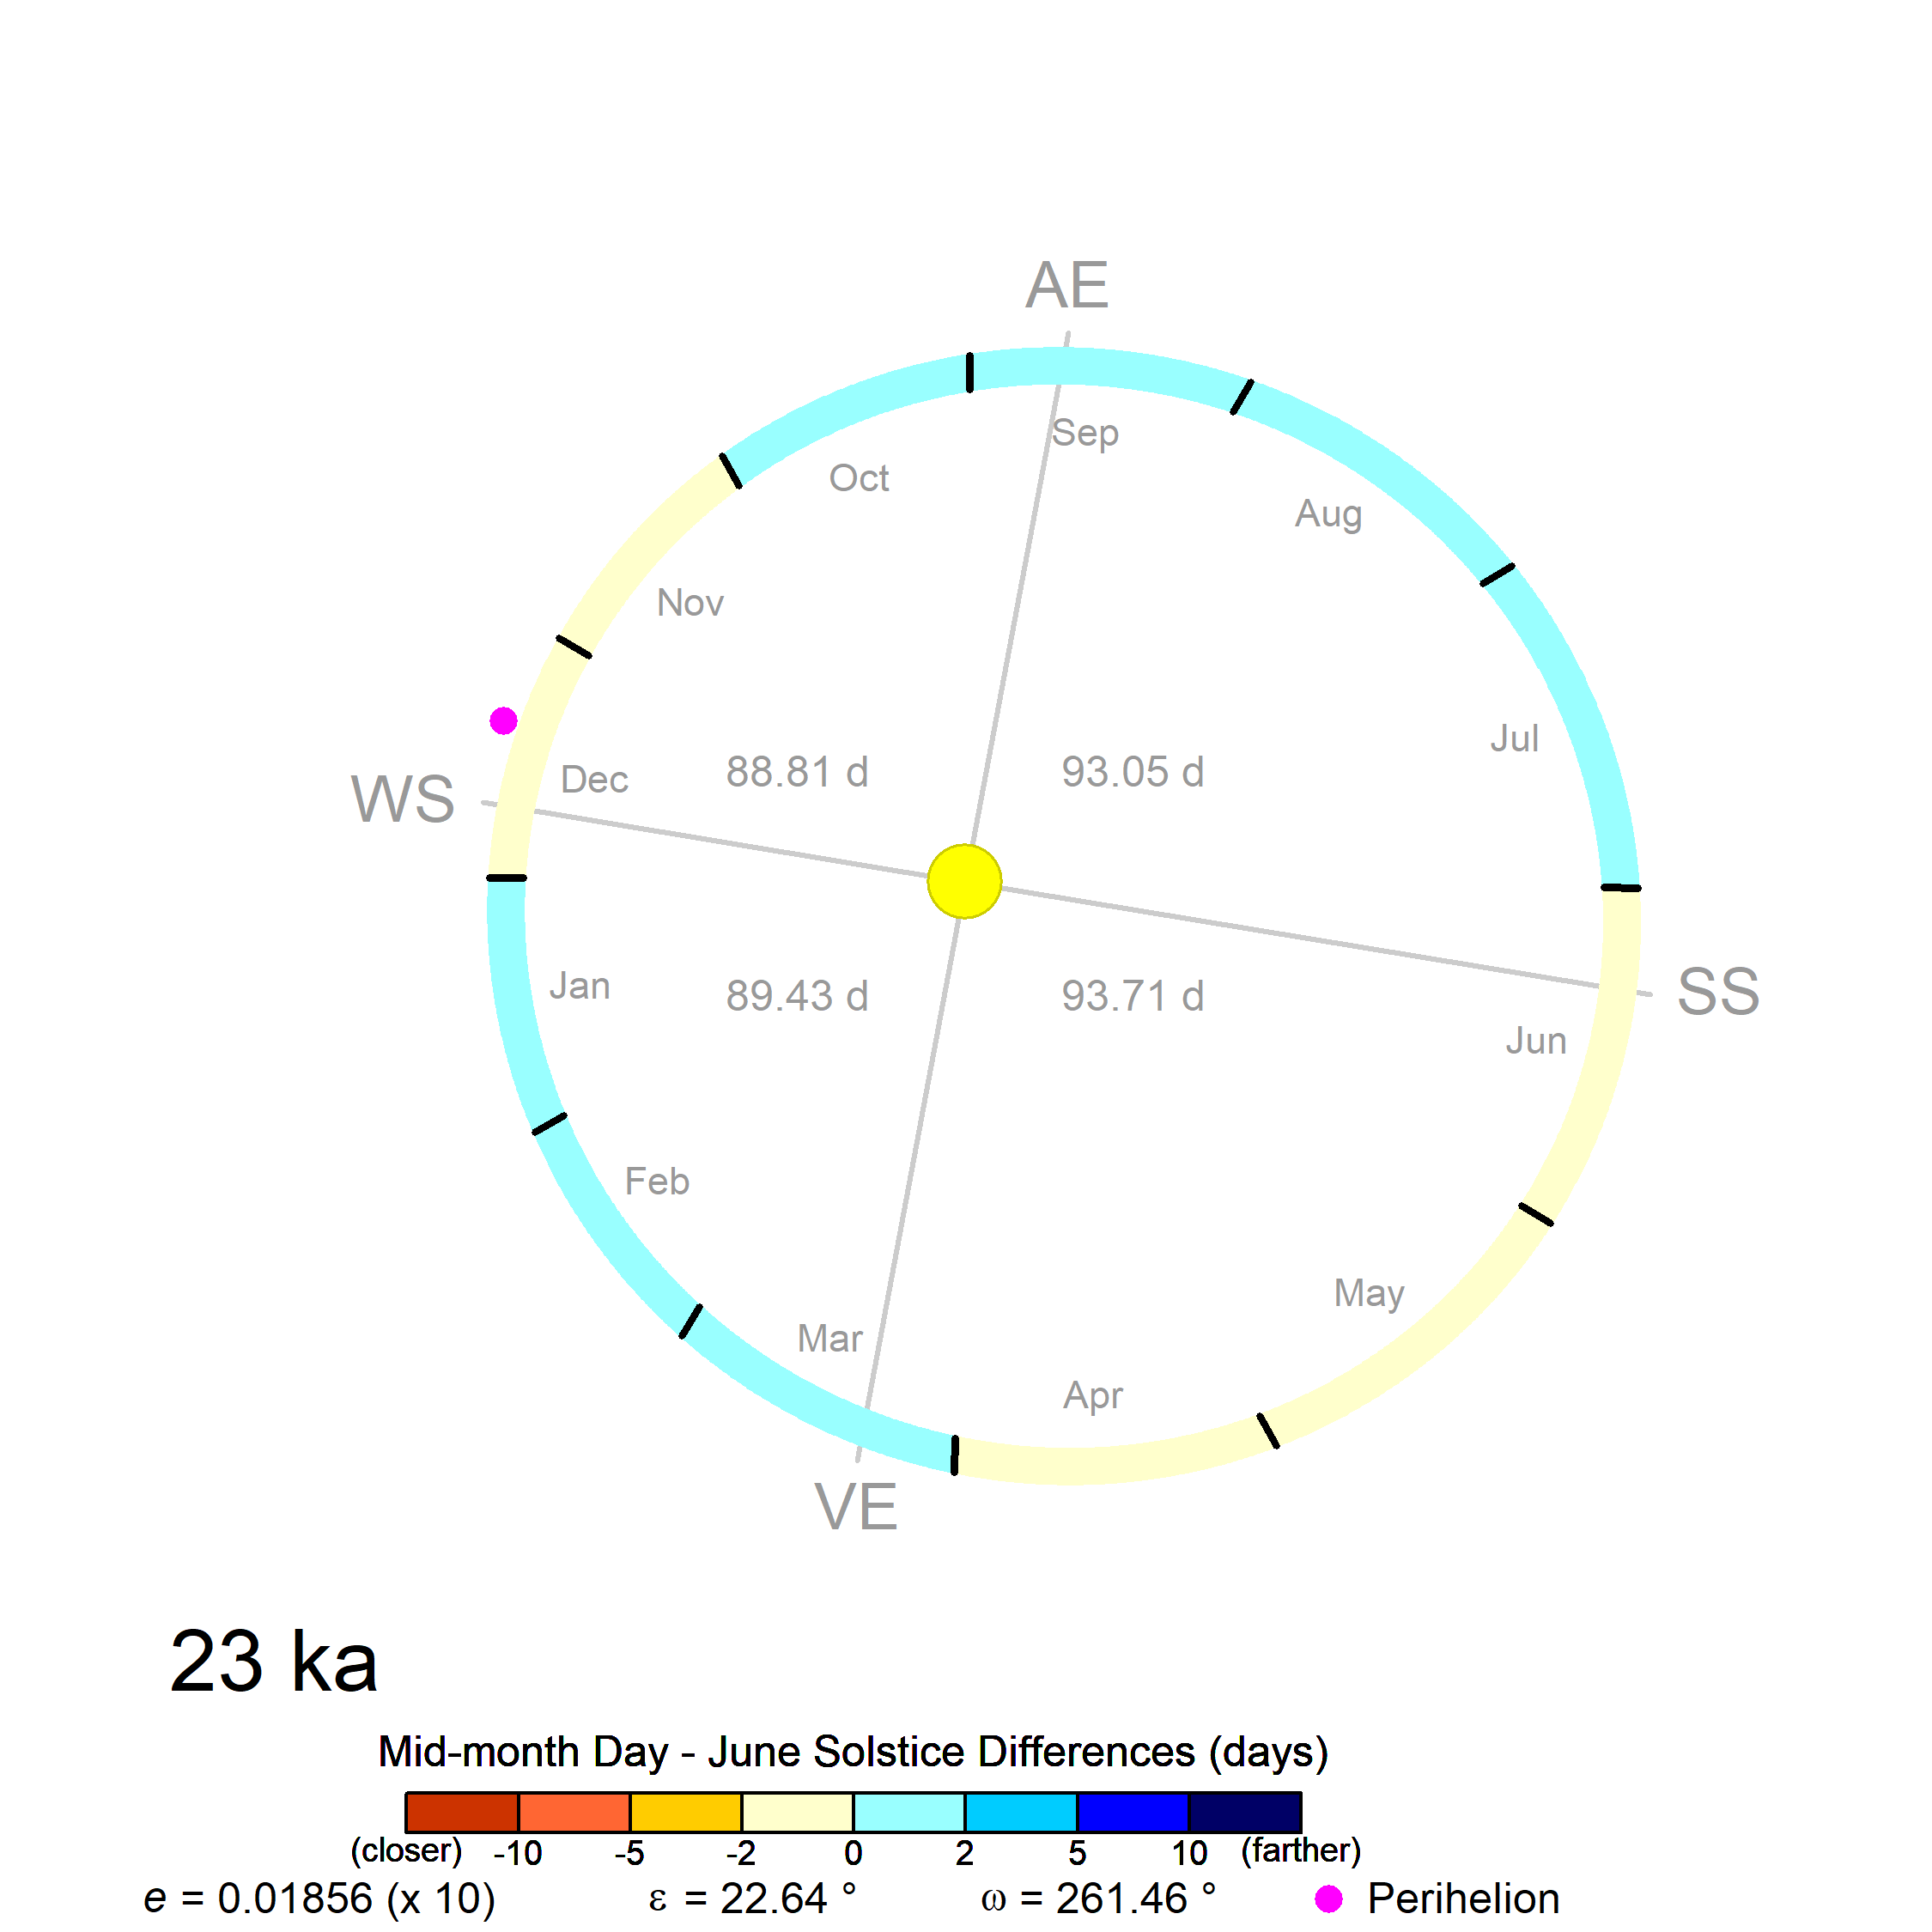 AE
Sep
Oct
Aug
Nov
Jul
88.81 d 93.05 d
Dec
WS
Jan
89.43 d 93.71 d
SS
Jun
Feb
May
Mar
Apr
VE
23 ka
Mid-month Day - June Solstice Differences (days)
(closer) -10 -5 -2 0 2 5 10 (farther)
e = 0.01856 (x 10) ε = 22.64 ° ω = 261.46 ° Perihelion